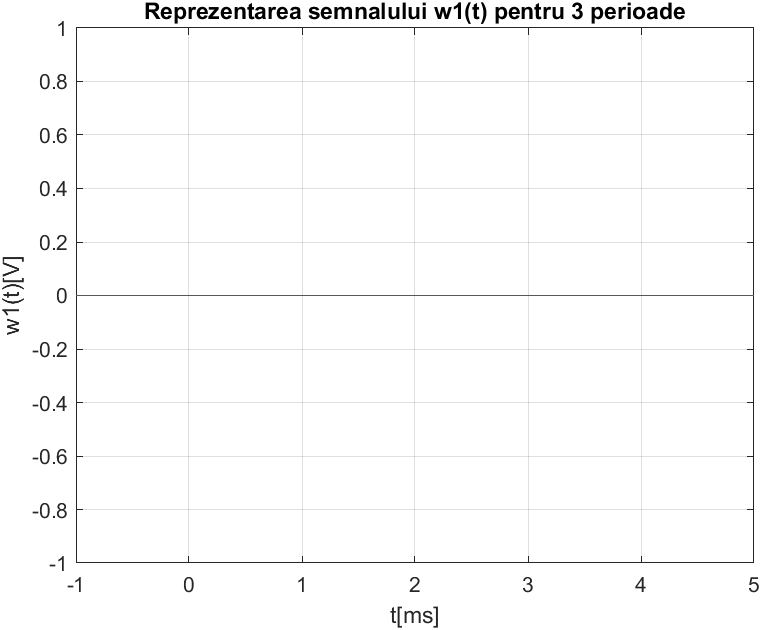 Reprezentarea semnalului w1(t) pentru 3 perioade
1
0.8
0.6
0.4
0.2
0
-0.2
-0.4
-0.6
-0.8
-1
w1(t)[V]
-1 0 1 2 3 4 5
t[ms]